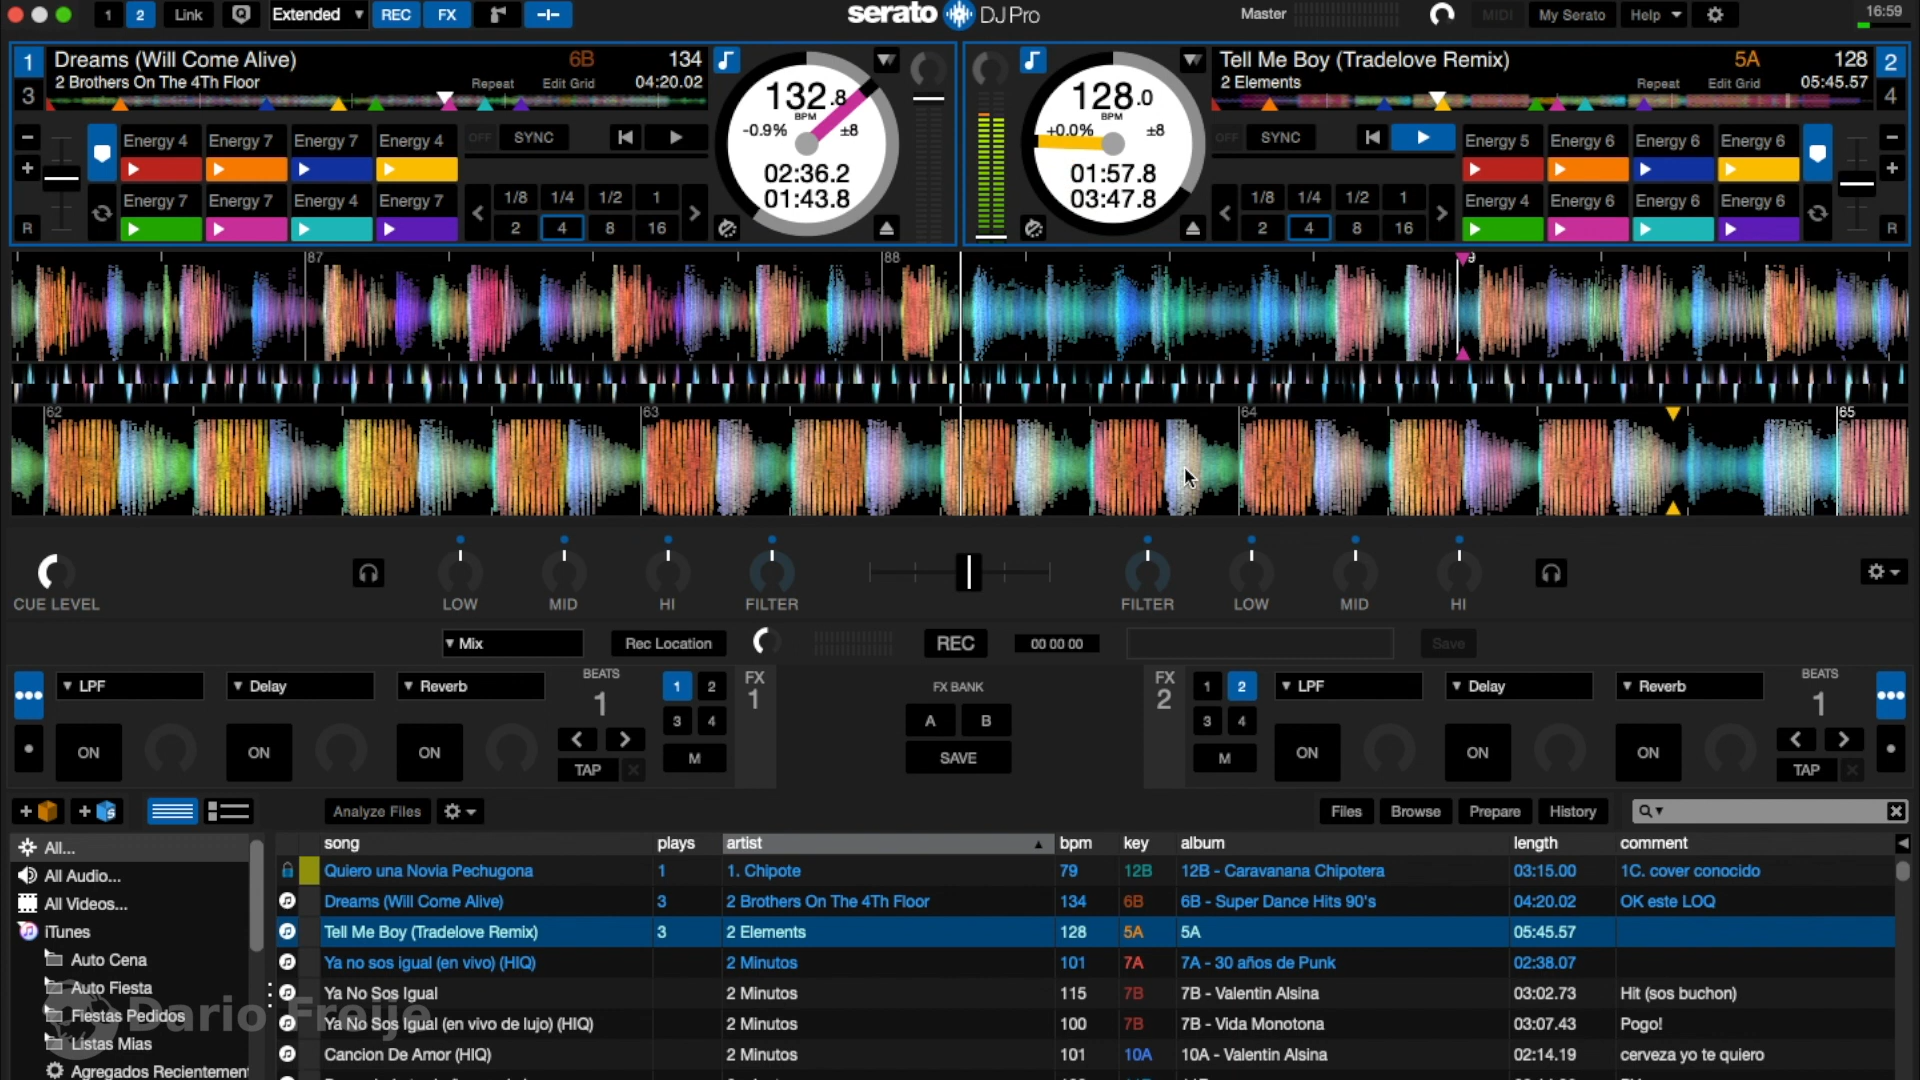 1 2 Link Extended REC FX serato DJ Pro Master MIDI My Serato Help 16:59
1 Dreams (Will Come Alive) 6B 134
3 2 Brothers On The 4Th Floor Repeat Edit Grid 04:20.02
Energy 4 Energy 7 Energy 7 Energy 4 OFF SYNC
Energy 7 Energy 7 Energy 4 Energy 7
R
1/8 1/4 1/2 1
2 4 8 16
132.8
BPM
-0.9% ±8
02:36.2
01:43.8
128.0
BPM
+0.0% ±8
01:57.8
03:47.8
Tell Me Boy (Tradelove Remix) 5A 128 2
2 Elements Repeat Edit Grid 05:45.57 4
OFF SYNC Energy 5 Energy 6 Energy 6 Energy 6
1/8 1/4 1/2 1 Energy 4 Energy 6 Energy 6 Energy 6
2 4 8 16 R
87 88
62 63 64 65
CUE LEVEL LOW MID HI FILTER FILTER LOW MID HI
Mix Rec Location REC 00 00 00 Save
LPF Delay Reverb BEATS 1 1 2 FX 1 FX BANK FX 2 1 2 LPF Delay Reverb BEATS 1
3 4 A B 3 4
ON ON ON TAP M SAVE M ON ON ON TAP
Analyze Files Files Browse Prepare History
song plays artist bpm key album length comment
Quiero una Novia Pechugona 1 1. Chipote 79 12B 12B - Caravanana Chipotera 03:15.00 1C. cover conocido
Dreams (Will Come Alive) 3 2 Brothers On The 4Th Floor 134 6B 6B - Super Dance Hits 90's 04:20.02 OK este LOQ
Tell Me Boy (Tradelove Remix) 3 2 Elements 128 5A 5A 05:45.57
Ya no sos igual (en vivo) (HIQ) 2 Minutos 101 7A 7A - 30 años de Punk 02:38.07
Ya No Sos Igual 2 Minutos 115 7B 7B - Valentin Alsina 03:02.73 Hit (sos buchon)
Ya No Sos Igual (en vivo de lujo) (HIQ) 2 Minutos 100 7B 7B - Vida Monotona 03:07.43 Pogo!
Cancion De Amor (HIQ) 2 Minutos 101 10A 10A - Valentin Alsina 02:14.19 cerveza yo te quiero
All...
All Audio...
All Videos...
iTunes
Auto Cena
Auto Fiesta
Fiestas Pedidos
Listas Mias
Agregados Recientemen
Dario Freije